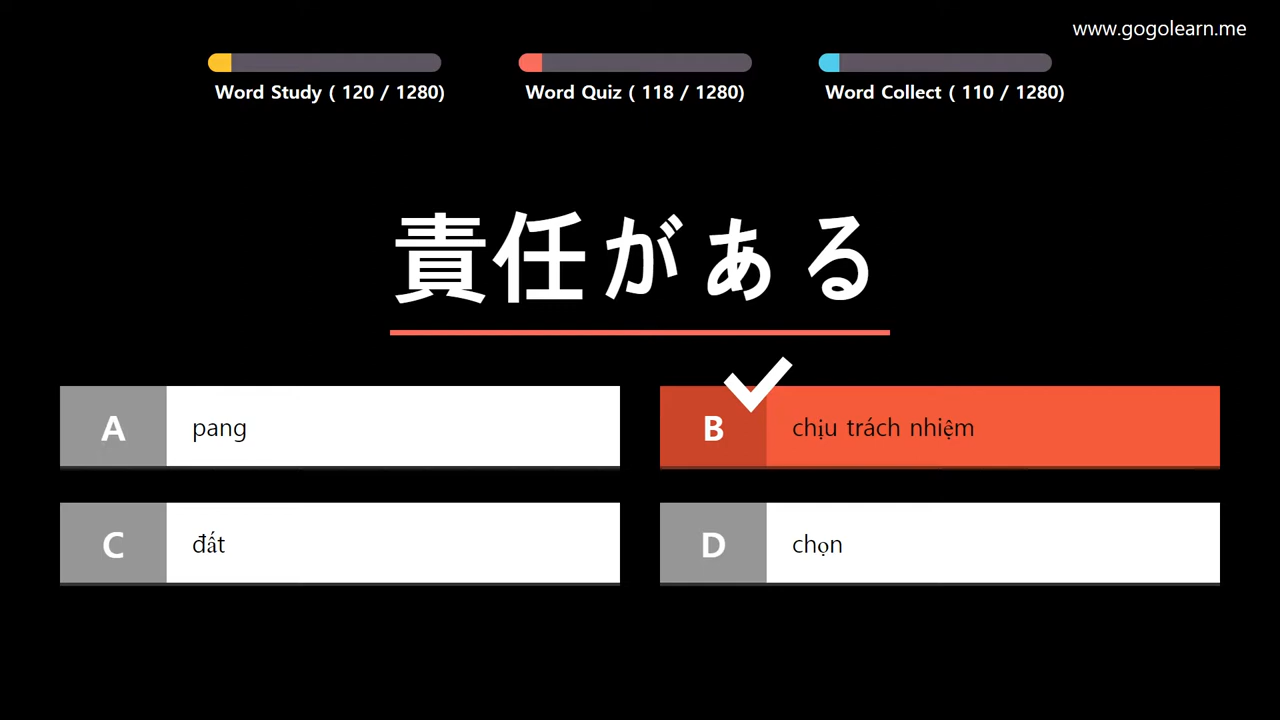 www.gogolearn.me
Word Study ( 120 / 1280)
Word Quiz ( 118 / 1280)
Word Collect ( 110 / 1280)
責任がある
A pang
B chịu trách nhiệm
C đất
D chọn